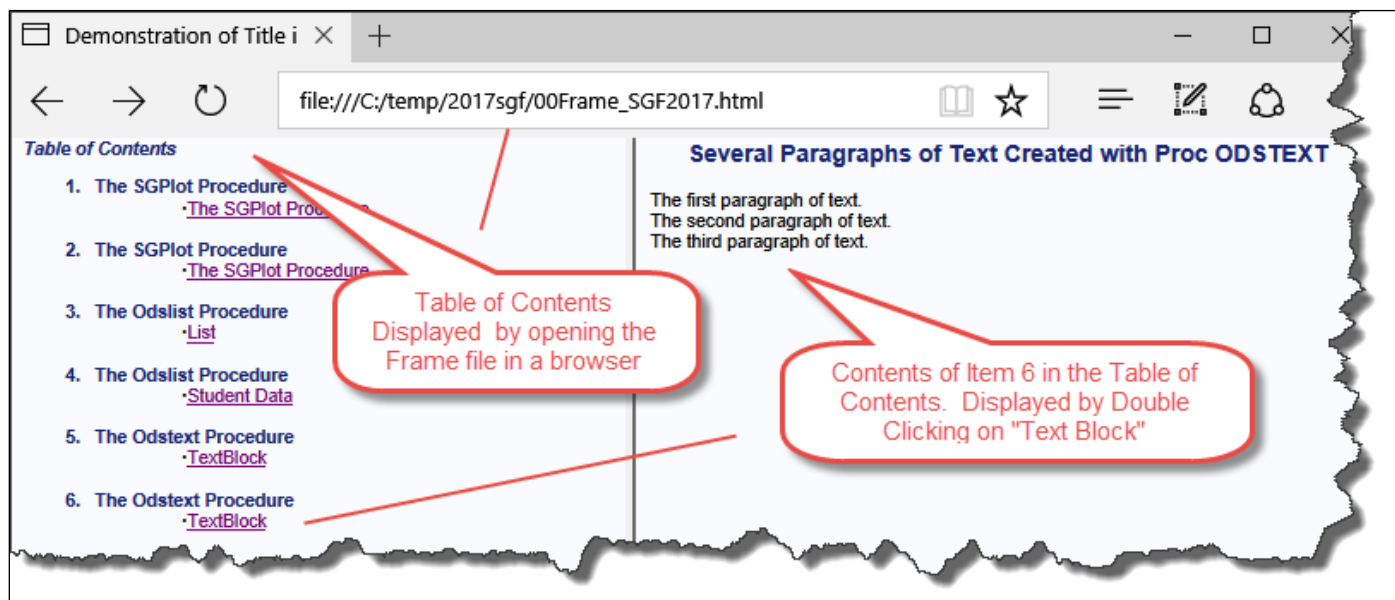 Demonstration of Title i
file:///C:/temp/2017sgf/00Frame_SGF2017.html
Table of Contents
1. The SGPlot Procedure
·The SGPlot Procedure
2. The SGPlot Procedure
·The SGPlot Procedure
3. The Odslist Procedure
·List
4. The Odslist Procedure
·Student Data
5. The Odstext Procedure
·TextBlock
6. The Odstext Procedure
·TextBlock
Several Paragraphs of Text Created with Proc ODSTEXT
The first paragraph of text.
The second paragraph of text.
The third paragraph of text.
Table of Contents
Displayed by opening the
Frame file in a browser
Contents of Item 6 in the Table of
Contents. Displayed by Double
Clicking on "Text Block"